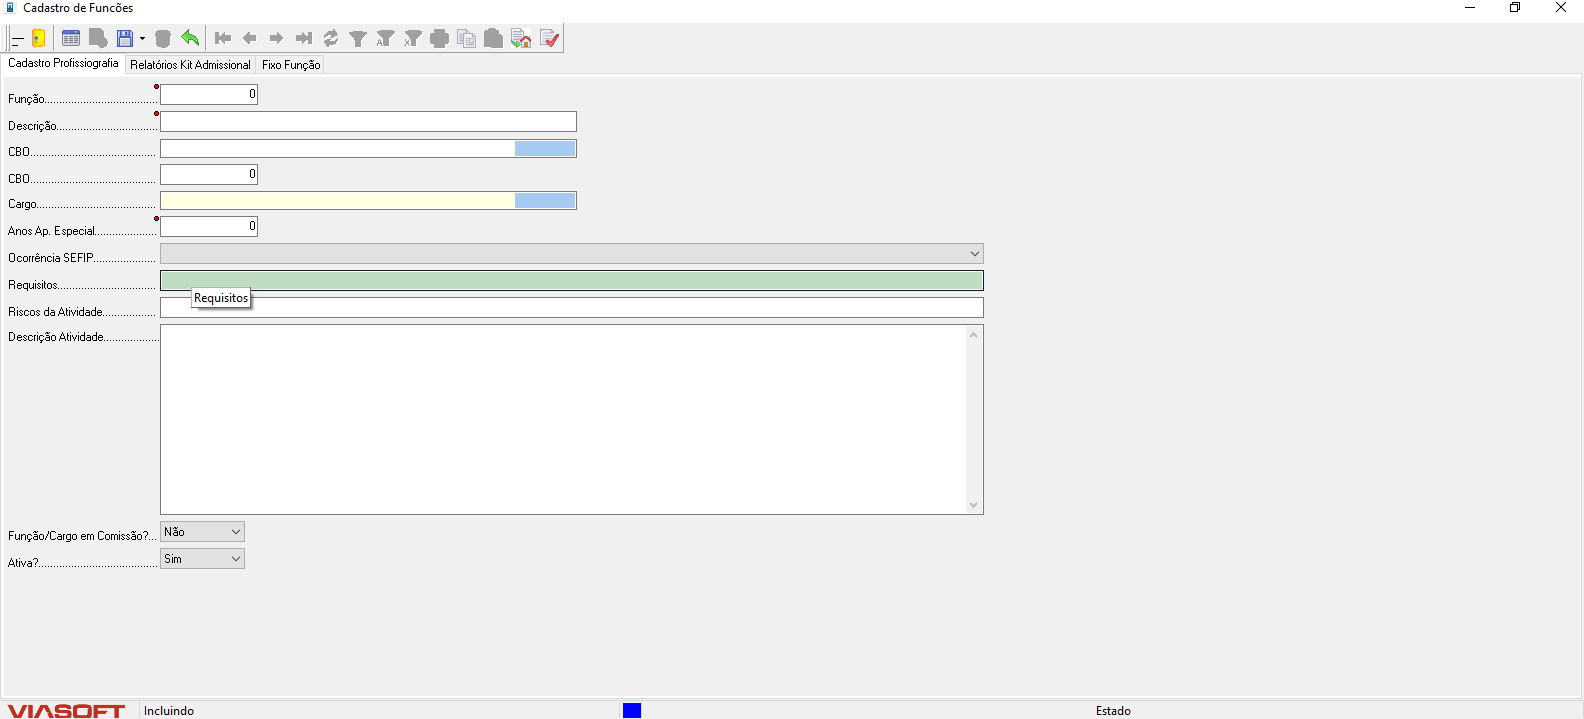 Cadastro de Funcões
Cadastro Profissiografia
Relatórios Kit Admissional
Fixo Função
Função.....................................
0
Descrição.................................
CBO..........................................
CBO..........................................
0
Cargo........................................
Anos Ap. Especial.....................
0
Ocorrência SEFIP.....................
Requisitos.................................
Requisitos
Riscos da Atividade..................
Descrição Atividade...................
Função/Cargo em Comissão?...
Não
Ativa?........................................
Sim
VIASOFT
Incluindo
Estado